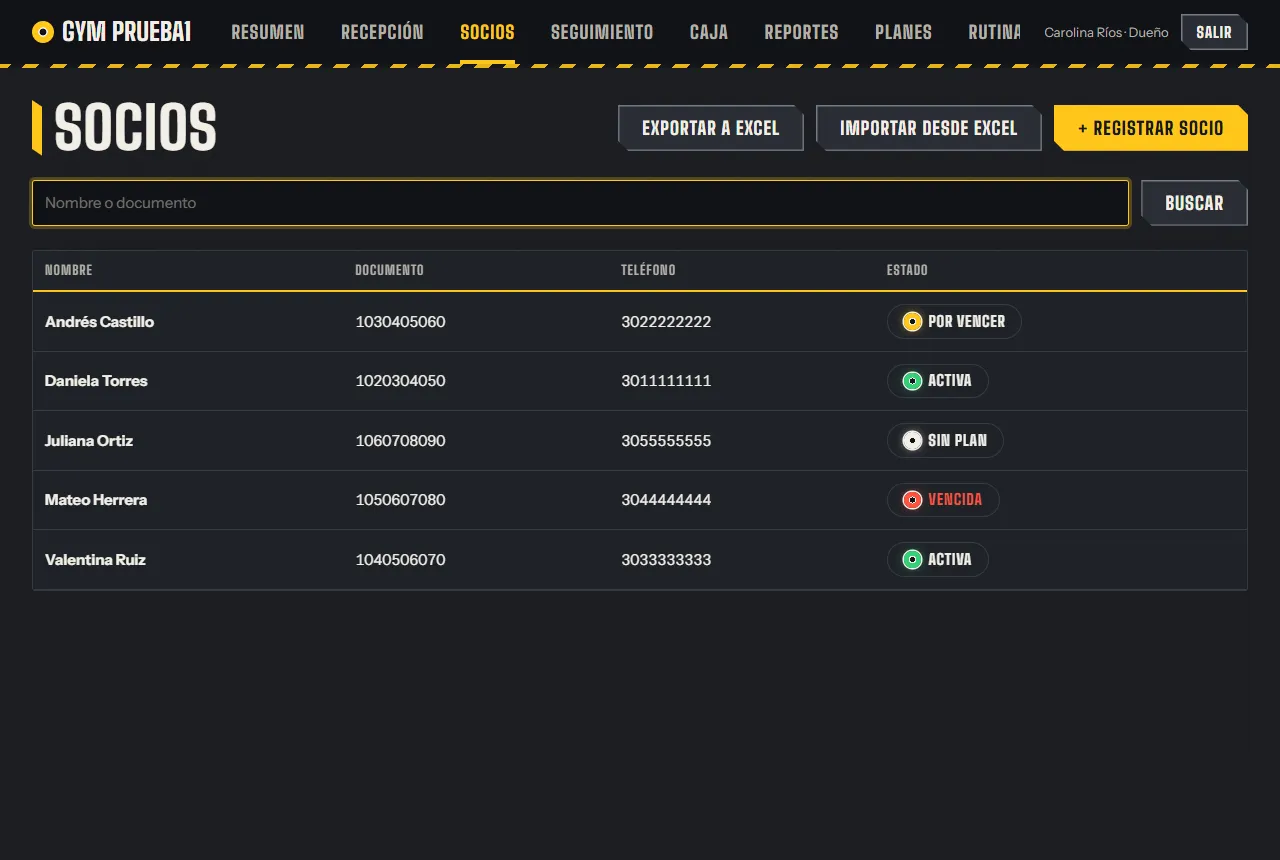 GYM PRUEBA1 RESUMEN RECEPCIÓN SOCIOS SEGUIMIENTO CAJA REPORTES PLANES RUTINA Carolina Ríos · Dueño SALIR
SOCIOS EXPORTAR A EXCEL IMPORTAR DESDE EXCEL + REGISTRAR SOCIO
Nombre o documento BUSCAR
NOMBRE DOCUMENTO TELÉFONO ESTADO
Andrés Castillo 1030405060 3022222222 POR VENCER
Daniela Torres 1020304050 3011111111 ACTIVA
Juliana Ortiz 1060708090 3055555555 SIN PLAN
Mateo Herrera 1050607080 3044444444 VENCIDA
Valentina Ruiz 1040506070 3033333333 ACTIVA